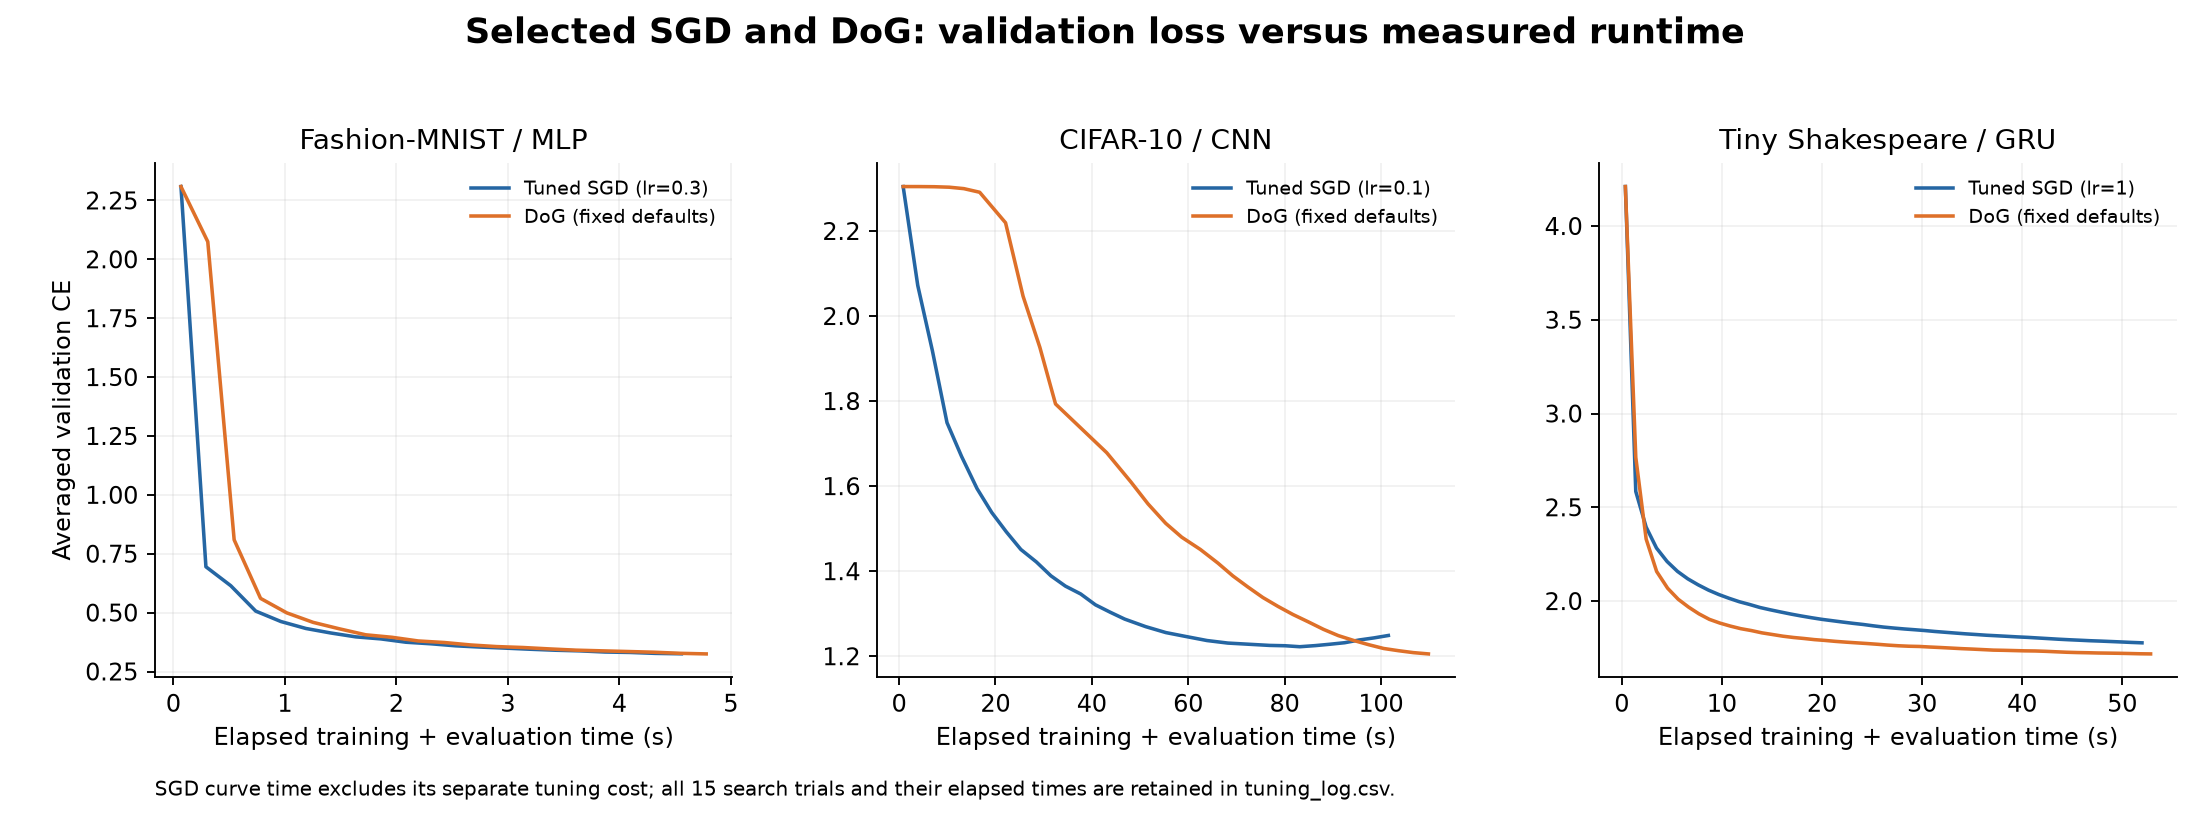 Selected SGD and DoG: validation loss versus measured runtime
Fashion-MNIST / MLP
Tuned SGD (lr=0.3)
DoG (fixed defaults)
Averaged validation CE
2.25
2.00
1.75
1.50
1.25
1.00
0.75
0.50
0.25
0 1 2 3 4 5
Elapsed training + evaluation time (s)
CIFAR-10 / CNN
Tuned SGD (lr=0.1)
DoG (fixed defaults)
2.2
2.0
1.8
1.6
1.4
1.2
0 20 40 60 80 100
Elapsed training + evaluation time (s)
Tiny Shakespeare / GRU
Tuned SGD (lr=1)
DoG (fixed defaults)
4.0
3.5
3.0
2.5
2.0
0 10 20 30 40 50
Elapsed training + evaluation time (s)
SGD curve time excludes its separate tuning cost; all 15 search trials and their elapsed times are retained in tuning_log.csv.